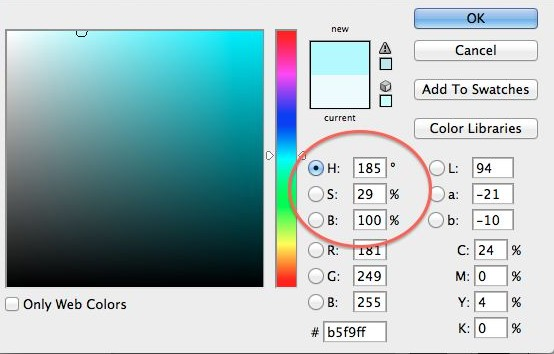 new
current
OK
Cancel
Add To Swatches
Color Libraries
H: 185 °
S: 29 %
B: 100 %
R: 181
G: 249
B: 255
# b5f9ff
L: 94
a: -21
b: -10
C: 24 %
M: 0 %
Y: 4 %
K: 0 %
Only Web Colors